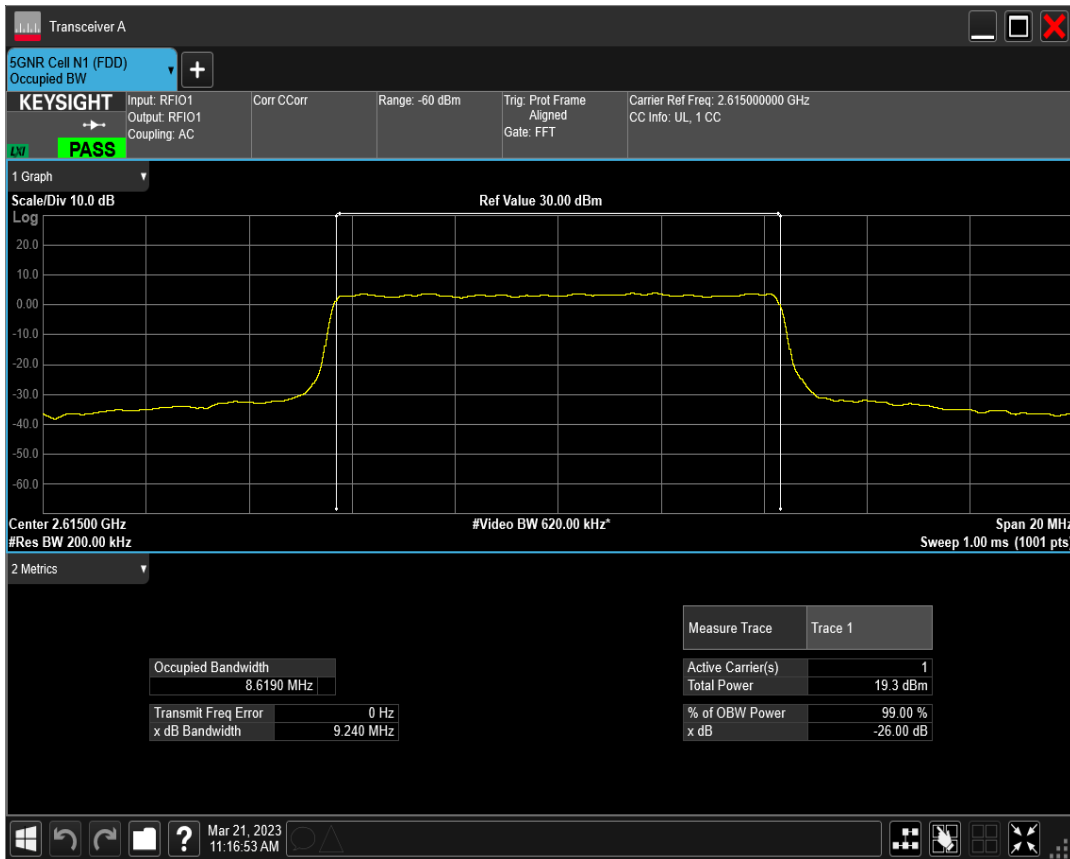 Transceiver A
5GNR Cell N1 (FDD)
Occupied BW
+
KEYSIGHT
LXI
PASS
Input: RFIO1
Output: RFIO1
Coupling: AC
Corr CCorr
Range: -60 dBm
Trig: Prot Frame
Aligned
Gate: FFT
Carrier Ref Freq: 2.615000000 GHz
CC Info: UL, 1 CC
1 Graph
Scale/Div 10.0 dB
Ref Value 30.00 dBm
Log
20.0
10.0
0.00
-10.0
-20.0
-30.0
-40.0
-50.0
-60.0
Center 2.61500 GHz
#Video BW 620.00 kHz*
Span 20 MHz
#Res BW 200.00 kHz
Sweep 1.00 ms (1001 pts)
2 Metrics
Measure Trace Trace 1
Occupied Bandwidth
8.6190 MHz
Active Carrier(s) 1
Total Power 19.3 dBm
Transmit Freq Error 0 Hz
x dB Bandwidth 9.240 MHz
% of OBW Power 99.00 %
x dB -26.00 dB
?
Mar 21, 2023
11:16:53 AM